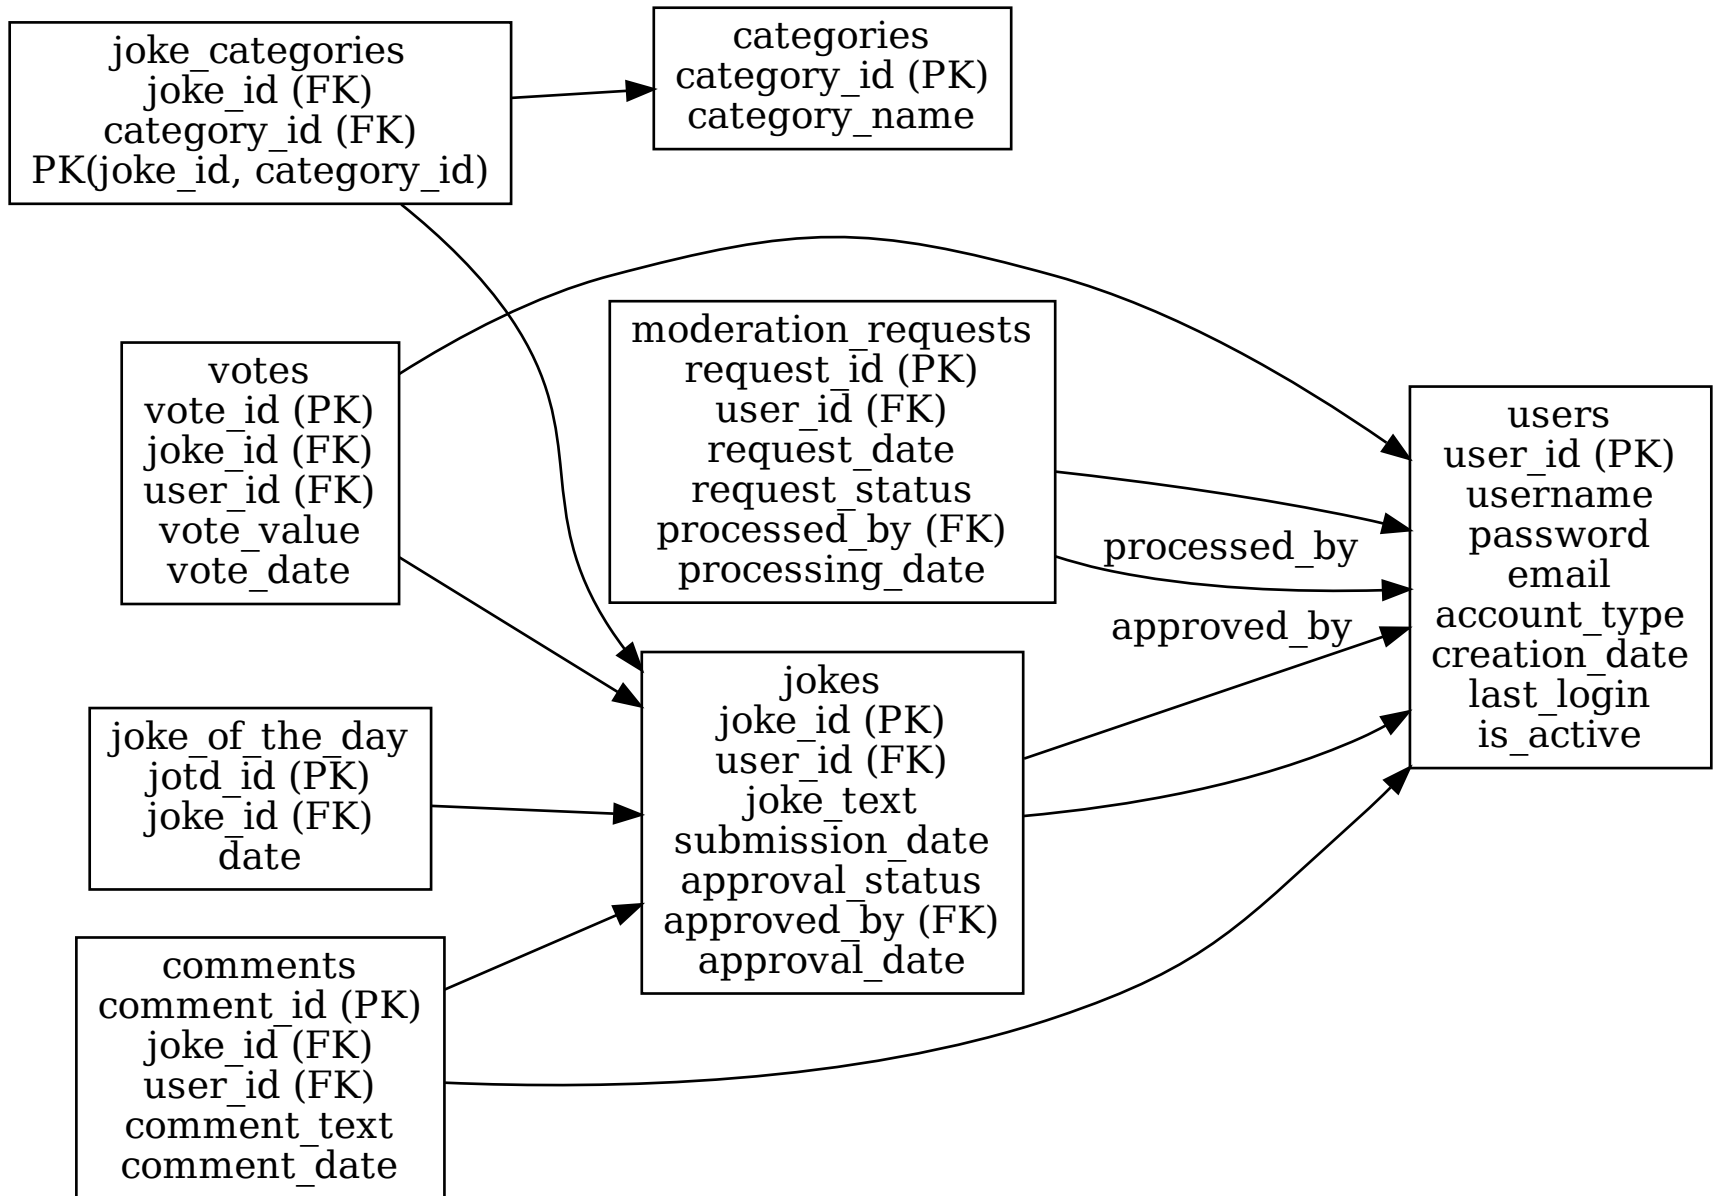 joke_categories
joke_id (FK)
category_id (FK)
PK(joke_id, category_id)
categories
category_id (PK)
category_name
votes
vote_id (PK)
joke_id (FK)
user_id (FK)
vote_value
vote_date
moderation_requests
request_id (PK)
user_id (FK)
request_date
request_status
processed_by (FK)
processing_date
processed_by
approved_by
users
user_id (PK)
username
password
email
account_type
creation_date
last_login
is_active
joke_of_the_day
jotd_id (PK)
joke_id (FK)
date
jokes
joke_id (PK)
user_id (FK)
joke_text
submission_date
approval_status
approved_by (FK)
approval_date
comments
comment_id (PK)
joke_id (FK)
user_id (FK)
comment_text
comment_date